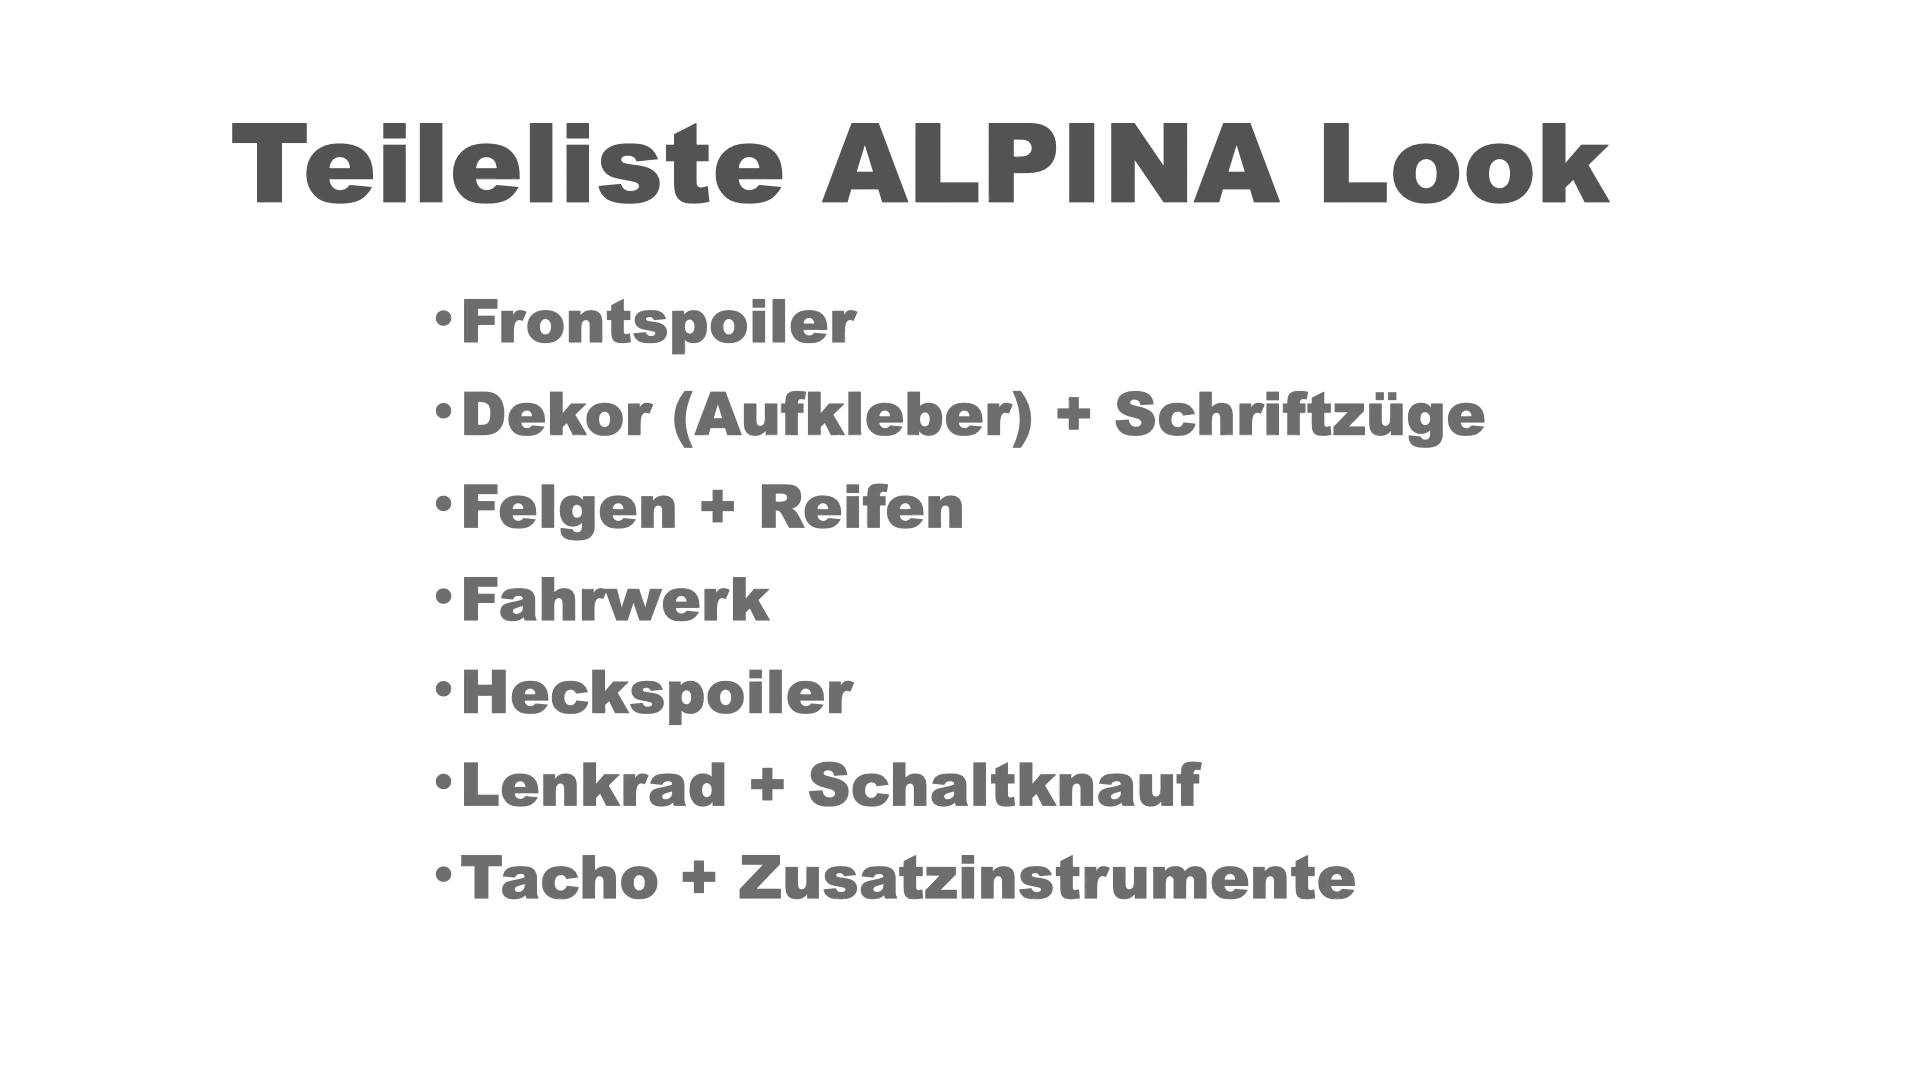 Teileliste ALPINA Look
•Frontspoiler
•Dekor (Aufkleber) + Schriftzüge
•Felgen + Reifen
•Fahrwerk
•Heckspoiler
•Lenkrad + Schaltknauf
•Tacho + Zusatzinstrumente